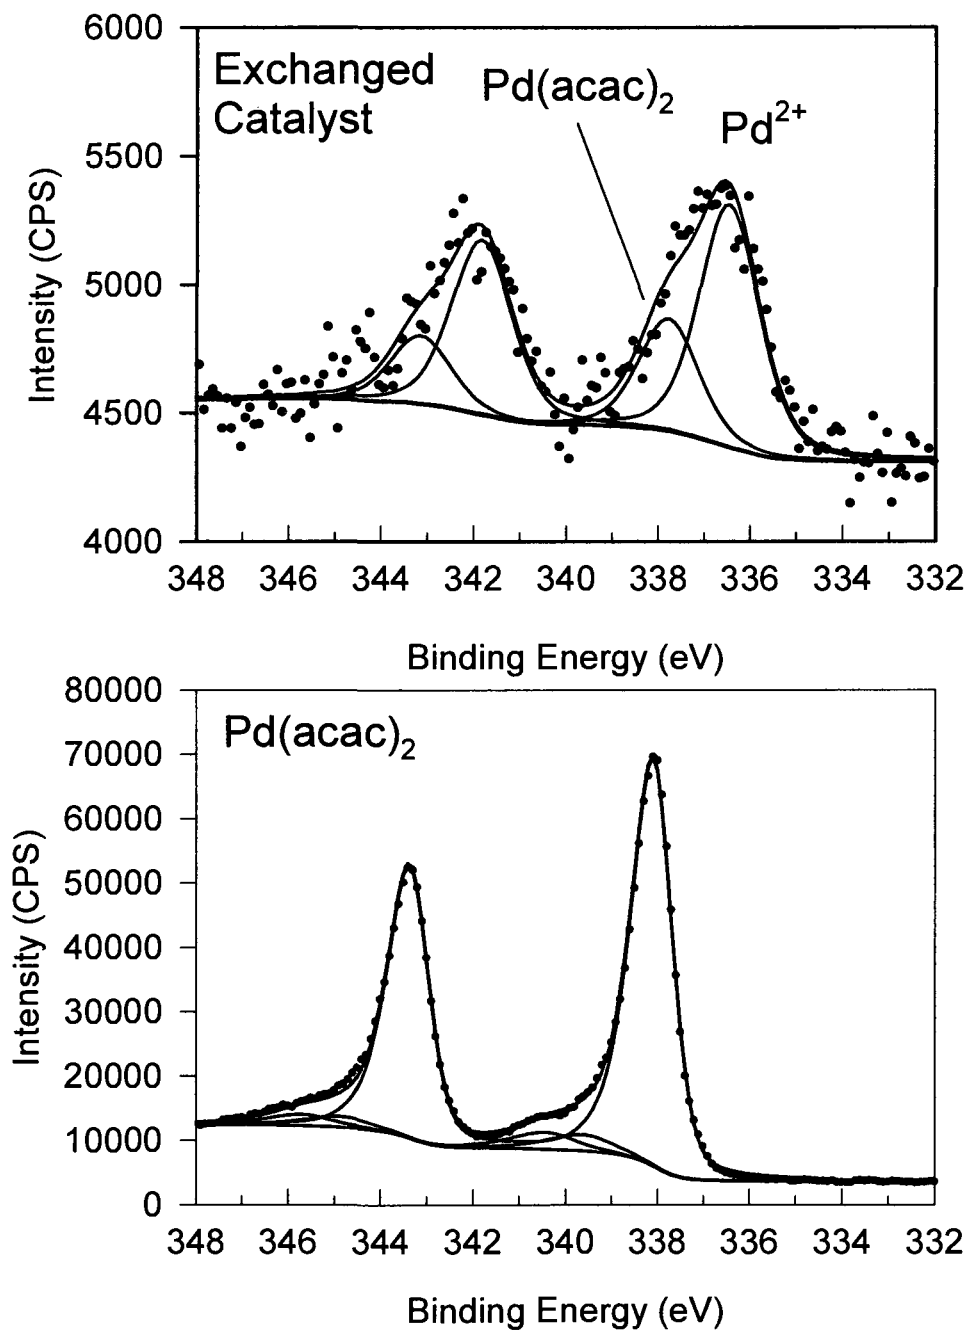 6000
5500
5000
4500
4000
Intensity (CPS)
Exchanged
Catalyst
Pd(acac)₂
Pd²⁺
348 346 344 342 340 338 336 334 332
Binding Energy (eV)
80000
70000
60000
50000
40000
30000
20000
10000
0
Intensity (CPS)
Pd(acac)₂
348 346 344 342 340 338 336 334 332
Binding Energy (eV)